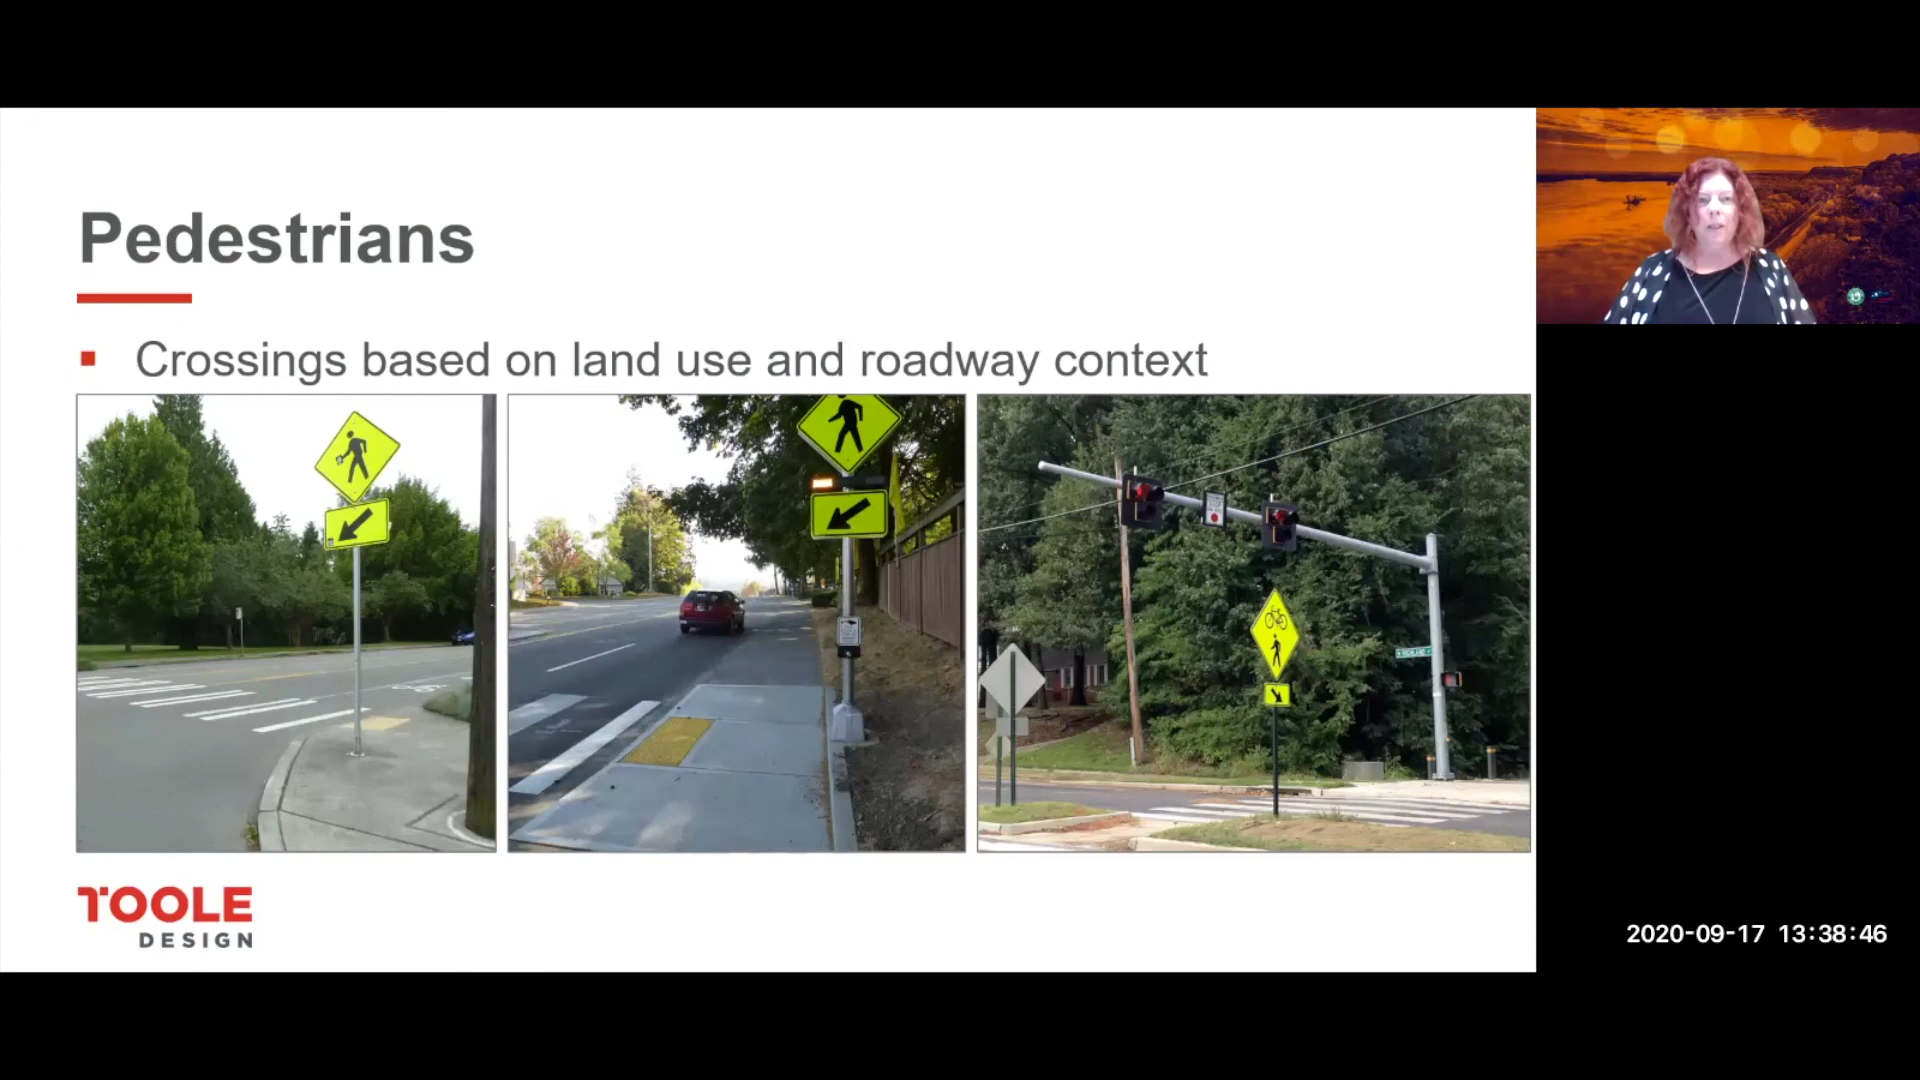 Pedestrians
Crossings based on land use and roadway context
TOOLE
DESIGN
2020-09-17 13:38:46